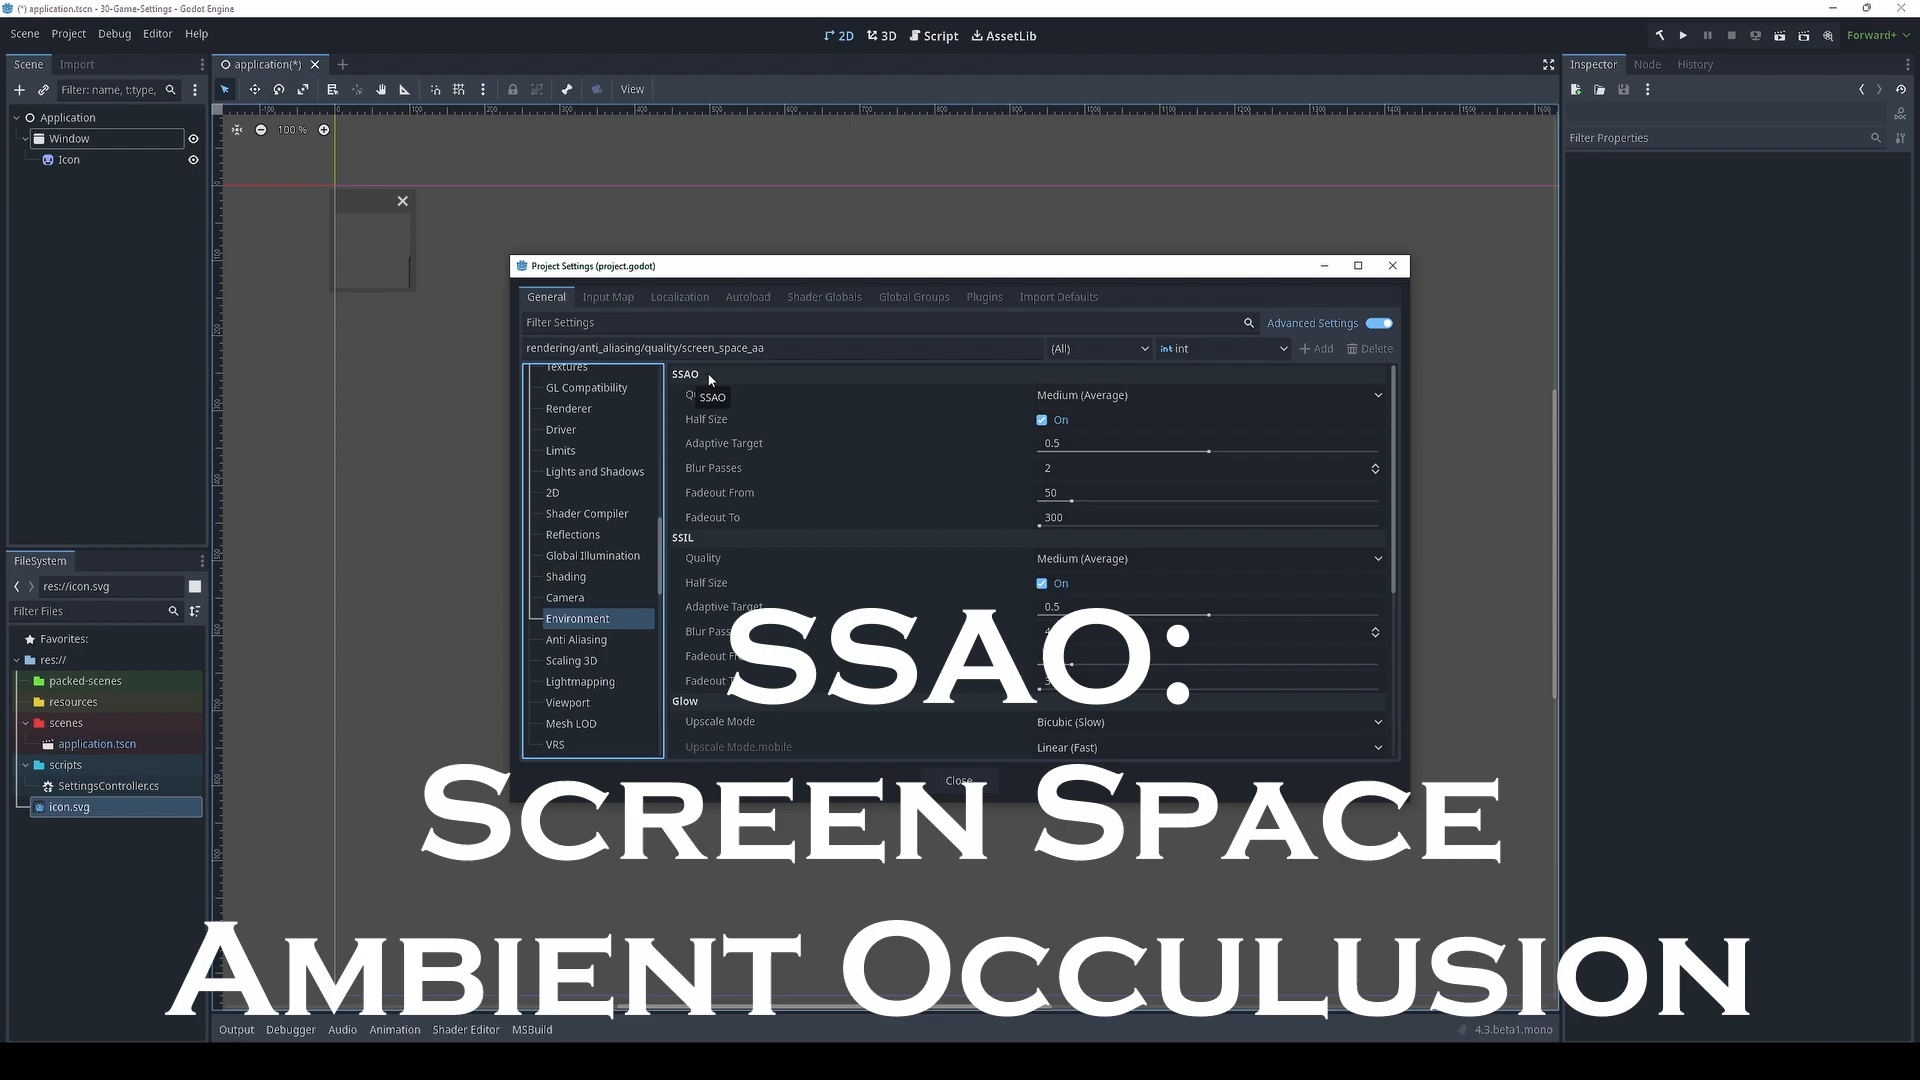 (*) application.tscn - 3D-Game-Settings - Godot Engine
Scene Project Debug Editor Help
2D 3D Script AssetLib
Forward+
Scene Import
application(*)
Inspector Node History
Filter: name, t:type,
View
100 %
Filter Properties
Application
Window
Icon
Project Settings (project.godot)
General Input Map Localization Autoload Shader Globals Global Groups Plugins Import Defaults
Filter Settings
Advanced Settings
rendering/anti_aliasing/quality/screen_space_aa
(All)
int int
Add
Delete
Textures
GL Compatibility
Renderer
Driver
Limits
Lights and Shadows
2D
Shader Compiler
Reflections
Global Illumination
Shading
Camera
Environment
Anti Aliasing
Scaling 3D
Lightmapping
Viewport
Mesh LOD
VRS
SSAO
SSAO
Medium (Average)
Half Size On
Adaptive Target 0.5
Blur Passes 2
Fadeout From 50
Fadeout To 300
SSIL
Quality Medium (Average)
Half Size On
Adaptive Target 0.5
Glow
Upscale Mode Bicubic (Slow)
Upscale Mode.mobile Linear (Fast)
Close
FileSystem
res://icon.svg
Filter Files
Favorites:
res://
packed-scenes
resources
scenes
application.tscn
scripts
SettingsController.cs
icon.svg
SSAO:
Screen Space
Ambient Occulusion
Output Debugger Audio Animation Shader Editor MSBuild
4.3.beta1.mono